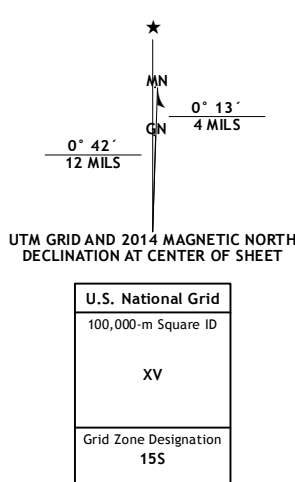 MN
0° 13´
GN
4 MILS
0° 42´
12 MILS
UTM GRID AND 2014 MAGNETIC NORTH
DECLINATION AT CENTER OF SHEET
U.S. National Grid
100,000-m Square ID
XV
Grid Zone Designation
15S